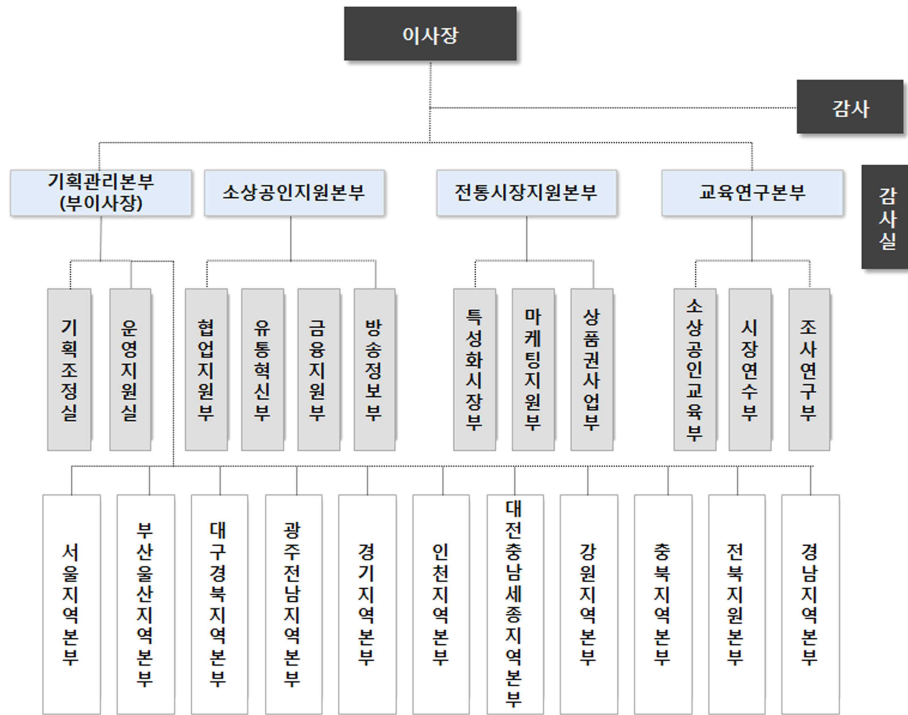 이사장
감사
기획관리본부
(부이사장)
소상공인지원본부
전통시장지원본부
교육연구본부
감사실
기획조정실
운영지원실
협업지원부
유통혁신부
금융지원부
방송정보부
특성화시장부
마케팅지원부
상품권사업부
소상공인교육부
시장연수부
조사연구부
서울지역본부
부산울산지역본부
대구경북지역본부
광주전남지역본부
경기지역본부
인천지역본부
대전충남세종지역본부
강원지역본부
충북지역본부
전북지원본부
경남지역본부